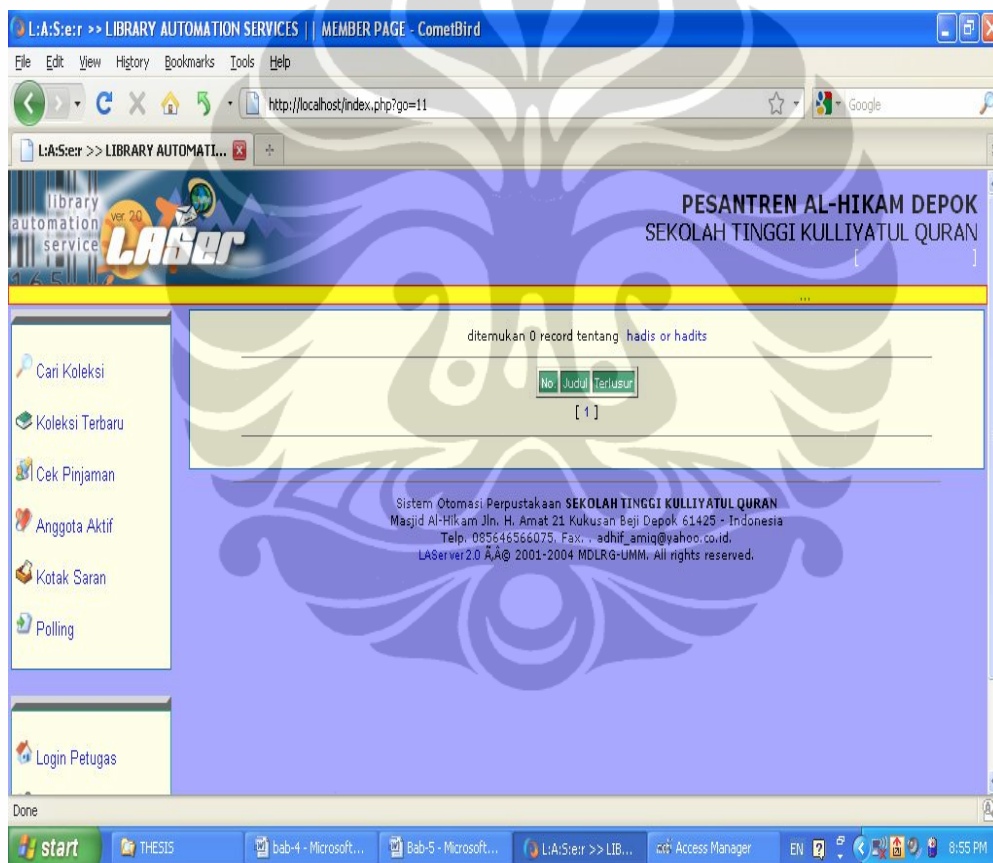 L:A:S:e:r >> LIBRARY AUTOMATION SERVICES || MEMBER PAGE - CometBird
File Edit View History Bookmarks Tools Help
http://localhost/index.php?go=11
Google
L:A:S:e:r >> LIBRARY AUTOMATI...
library
automation
service
ver 2.0
LASer
PESANTREN AL-HIKAM DEPOK
SEKOLAH TINGGI KULLIYATUL QURAN
[ ]
...
Cari Koleksi
Koleksi Terbaru
Cek Pinjaman
Anggota Aktif
Kotak Saran
Polling
Login Petugas
ditemukan 0 record tentang hadis or hadits
No. Judul Terlusur
[ 1 ]
Sistem Otomasi Perpustakaan SEKOLAH TINGGI KULLIYATUL QURAN
Masjid Al-Hikam Jln. H. Amat 21 Kukusan Beji Depok 61425 - Indonesia
Telp. 085646566075. Fax. . adhif_amiq@yahoo.co.id.
LAServer2.0 Ã‚Â© 2001-2004 MDLRG-UMM. All rights reserved.
Done
start THESIS bab-4 - Microsoft... Bab-5 - Microsoft... L:A:S:e:r >> LIB... Access Manager EN 8:55 PM